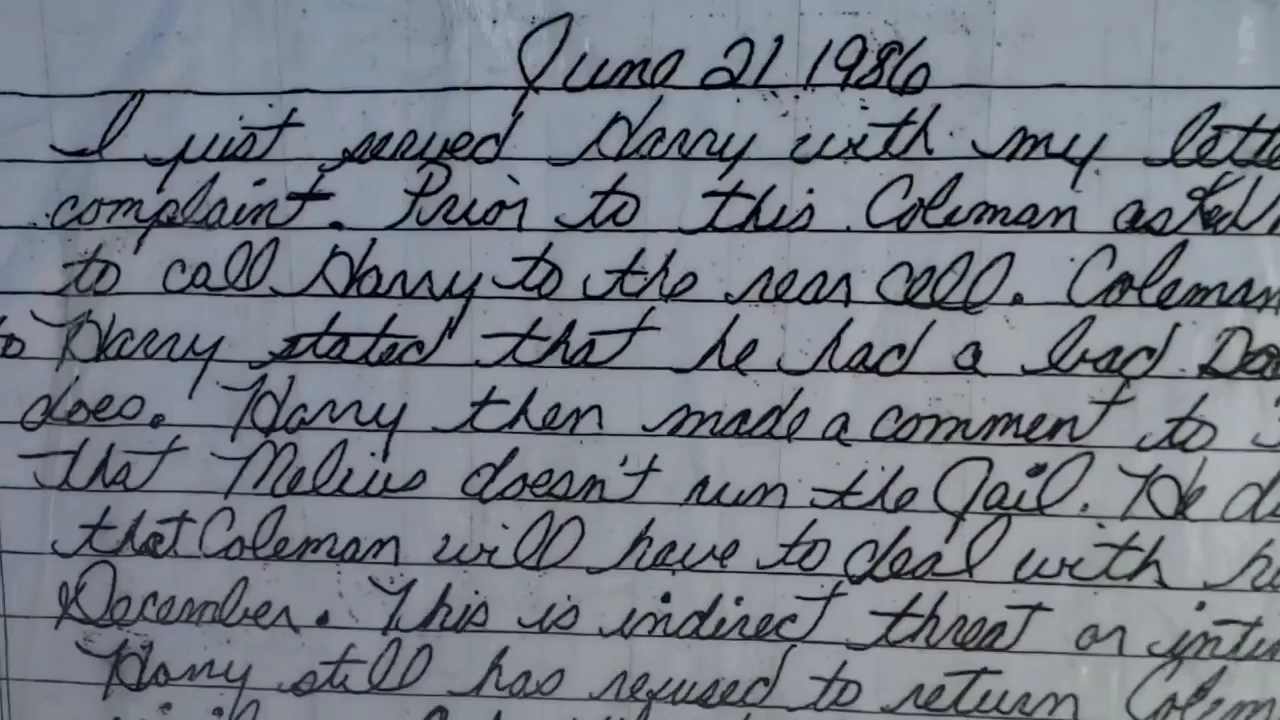 June 21 1986
I just served Harry with my lette
complaint. Prior to this Coleman asked
to call Harry to the rear cell. Coleman
to Harry stated that he had a bad
does. Harry then made a comment to
that Melius doesn't run the Jail. He
that Coleman will have to deal with
December. This is indirect threat or
Harry still has refused to return Colem